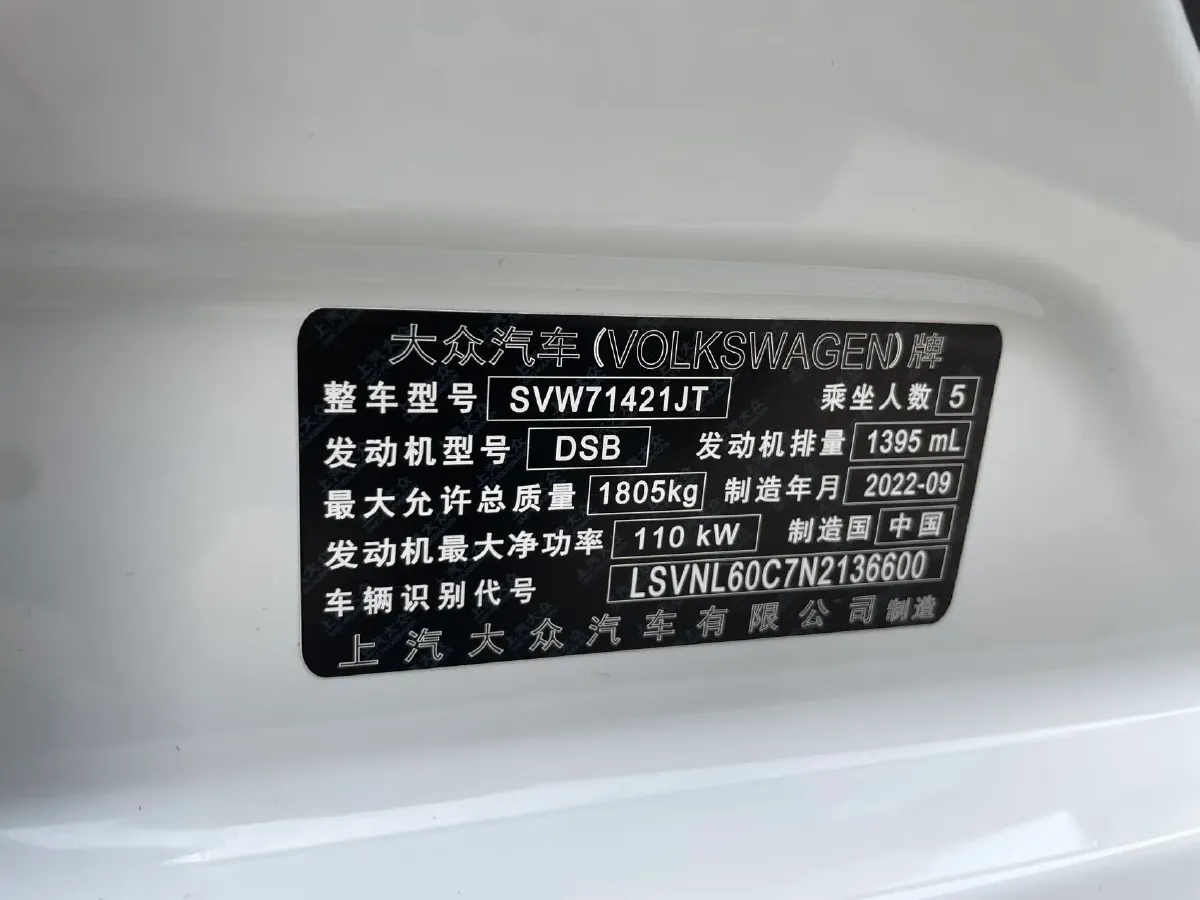 大众汽车(VOLKSWAGEN)牌
整车型号 SVW71421JT 乘坐人数 5
发动机型号 DSB 发动机排量 1395 mL
最大允许总质量 1805kg 制造年月 2022-09
发动机最大净功率 110 kW 制造国 中国
车辆识别代号 LSVNL60C7N2136600
上汽大众汽车有限公司制造